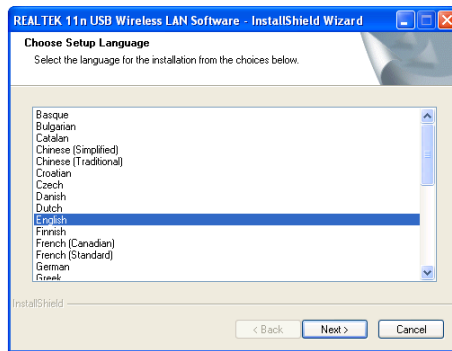 REALTEK 11n USB Wireless LAN Software - InstallShield Wizard
Choose Setup Language
Select the language for the installation from the choices below.
Basque
Bulgarian
Catalan
Chinese (Simplified)
Chinese (Traditional)
Croatian
Czech
Danish
Dutch
English
Finnish
French (Canadian)
French (Standard)
German
Greek
InstallShield
< Back
Next >
Cancel